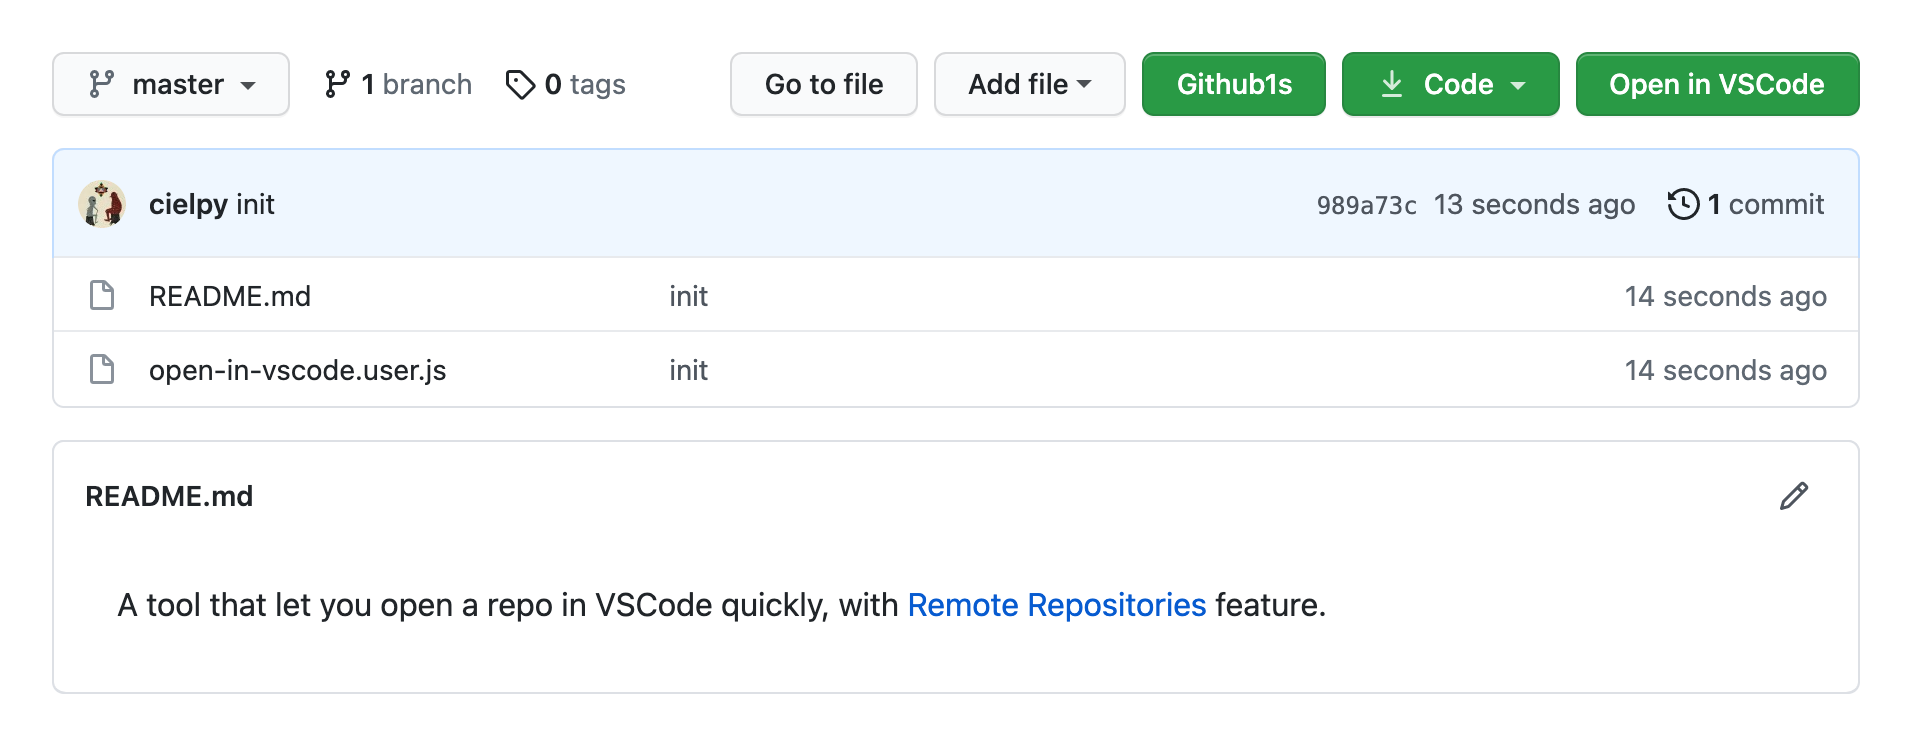 master 1 branch 0 tags Go to file Add file Github1s Code Open in VSCode
cielpy init 989a73c 13 seconds ago 1 commit
README.md init 14 seconds ago
open-in-vscode.user.js init 14 seconds ago
README.md
A tool that let you open a repo in VSCode quickly, with Remote Repositories feature.